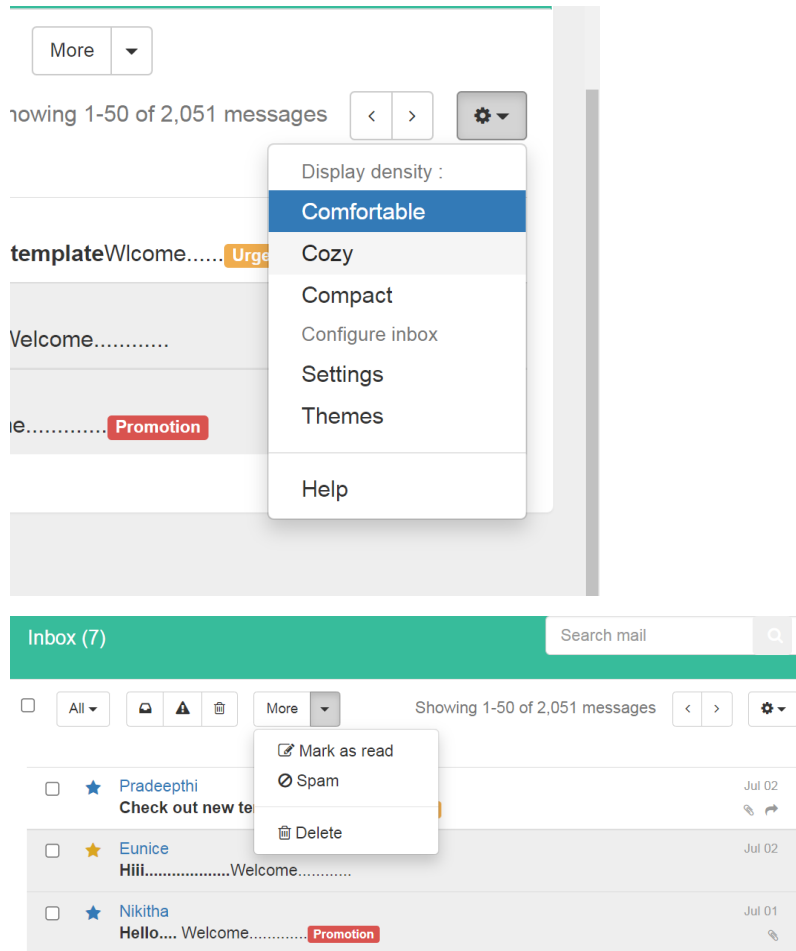 More
howing 1-50 of 2,051 messages < >
Display density :
Comfortable
templateWlcome......Urge
Cozy
Compact
Configure inbox
Welcome............
Settings
Themes
e.............Promotion
Help
Inbox (7)
Search mail
All More Showing 1-50 of 2,051 messages < >
Mark as read
Spam
Delete
Pradeepthi Jul 02
Check out new te
Eunice Jul 02
Hiii...................Welcome............
Nikitha Jul 01
Hello.... Welcome.............Promotion